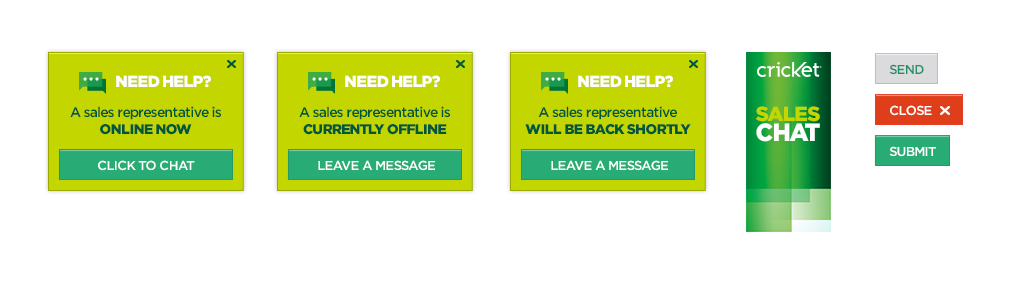 NEED HELP?
A sales representative is
ONLINE NOW
CLICK TO CHAT
NEED HELP?
A sales representative is
CURRENTLY OFFLINE
LEAVE A MESSAGE
NEED HELP?
A sales representative
WILL BE BACK SHORTLY
LEAVE A MESSAGE
cricket
SALES
CHAT
SEND
CLOSE
SUBMIT